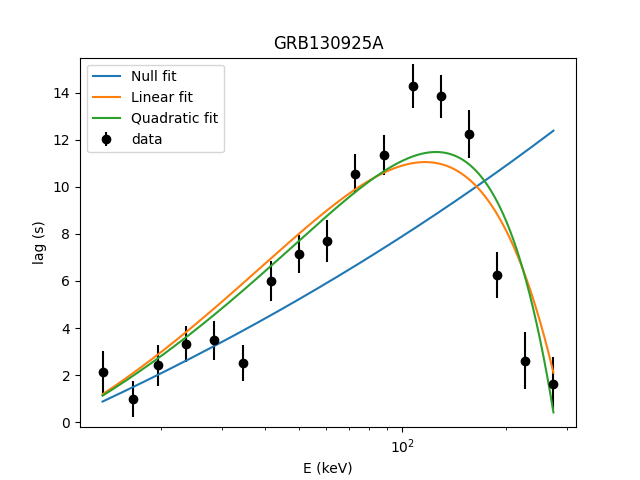 GRB130925A
Null fit
Linear fit
Quadratic fit
data
14
12
10
8
6
4
2
0
lag (s)
10²
E (keV)